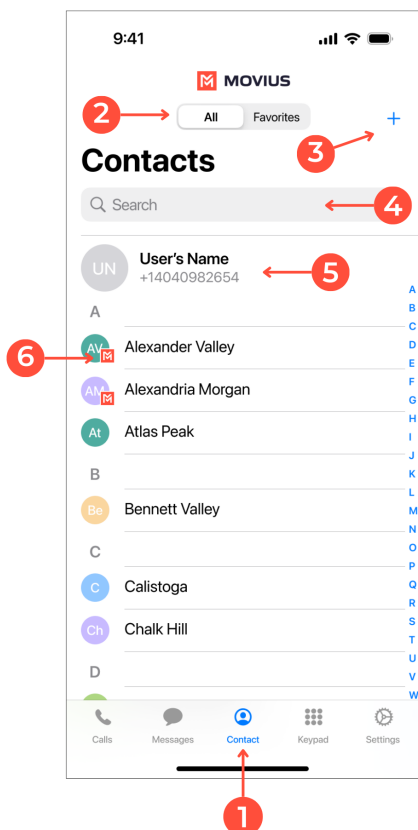 9:41
MOVIUS
2
All Favorites
3
+
Contacts
Search
4
UN
User's Name
+14040982654
5
A
6
AV
Alexander Valley
AM
Alexandria Morgan
At
Atlas Peak
B
Be
Bennett Valley
C
C
Calistoga
Ch
Chalk Hill
D
A
B
C
D
E
F
G
H
I
J
K
L
M
N
O
P
Q
R
S
T
U
V
W
Calls Messages Contact Keypad Settings
1